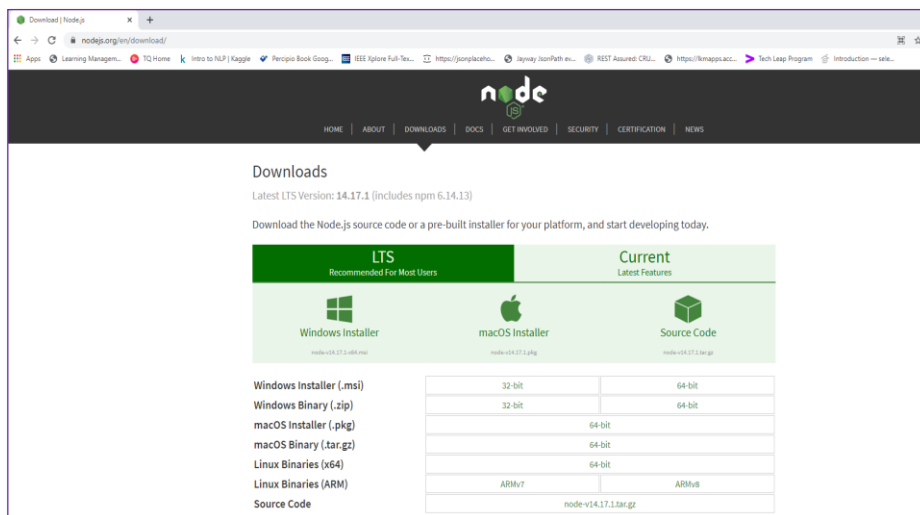 Download | Node.js
nodejs.org/en/download/
Apps Learning Managem... TQ Home Intro to NLP | Kaggle Percipio Book Goog... IEEE Xplore Full-Tex... https://jsonplaceho... Jayway JsonPath ev... REST Assured: CRU... https://lkmapps.acc... Tech Leap Program Introduction — sele...
node
JS
HOME | ABOUT | DOWNLOADS | DOCS | GET INVOLVED | SECURITY | CERTIFICATION | NEWS
Downloads
Latest LTS Version: 14.17.1 (includes npm 6.14.13)
Download the Node.js source code or a pre-built installer for your platform, and start developing today.
LTS Current
Recommended For Most Users Latest Features
Windows Installer macOS Installer Source Code
node-v14.17.1-x64.msi node-v14.17.1.pkg node-v14.17.1.tar.gz
Windows Installer (.msi) 32-bit 64-bit
Windows Binary (.zip) 32-bit 64-bit
macOS Installer (.pkg) 64-bit
macOS Binary (.tar.gz) 64-bit
Linux Binaries (x64) 64-bit
Linux Binaries (ARM) ARMv7 ARMv8
Source Code node-v14.17.1.tar.gz